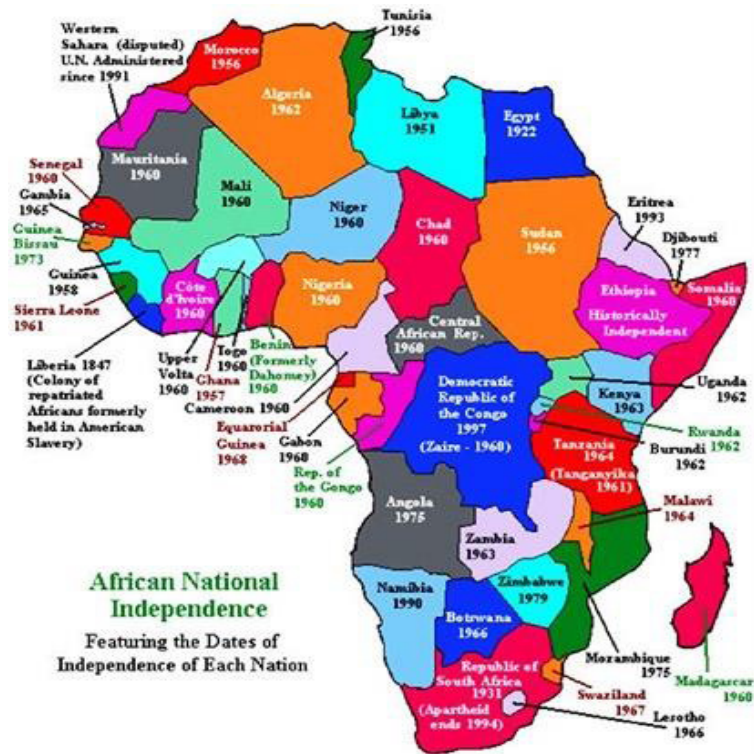 Western
Sahara (disputed)
U.N. Administered
since 1991
Morocco
1956
Tunisia
1956
Algeria
1962
Libya
1951
Egypt
1922
Mauritania
1960
Senegal
1960
Gambia
1965
Guinea
Bissau
1973
Guinea
1958
Sierra Leone
1961
Liberia 1847
(Colony of
repatriated
Africans formerly
held in American
Slavery)
Mali
1960
Niger
1960
Chad
1960
Sudan
1956
Eritrea
1993
Djibouti
1977
Somalia
1960
Ethiopia
Historically
Independent
Côte
d'Ivoire
1960
Upper
Volta
1960
Ghana
1957
Togo
1960
Benin
(Formerly
Dahomey)
1960
Nigeria
1960
Cameroon 1960
Central
African Rep.
1960
Equarorial
Guinea
1968
Gabon
1960
Rep. of
the Congo
1960
Democratic
Republic of
the Congo
1997
(Zaire - 1960)
Uganda
1962
Kenya
1963
Rwanda
1962
Burundi
1962
Tanzania
1964
(Tanganyika
1961)
Malawi
1964
Angola
1975
Zambia
1963
Zimbabwe
1979
Mozambique
1975
Madagascar
1960
Namibia
1990
Botswana
1966
Republic of
South Africa
1931
(Apartheid
ends 1994)
Swaziland
1967
Lesotho
1966
African National
Independence
Featuring the Dates of
Independence of Each Nation